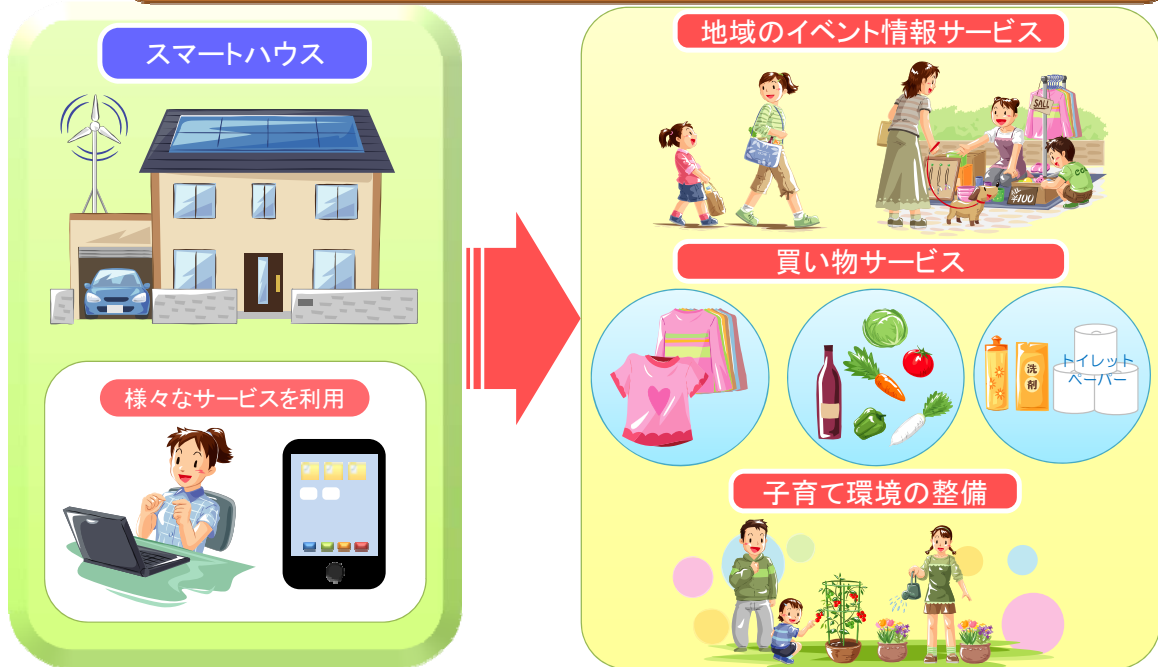 スマートハウス
様々なサービスを利用
地域のイベント情報サービス
SALL
¥100
買い物サービス
洗剤
トイレット
ペーパー
子育て環境の整備